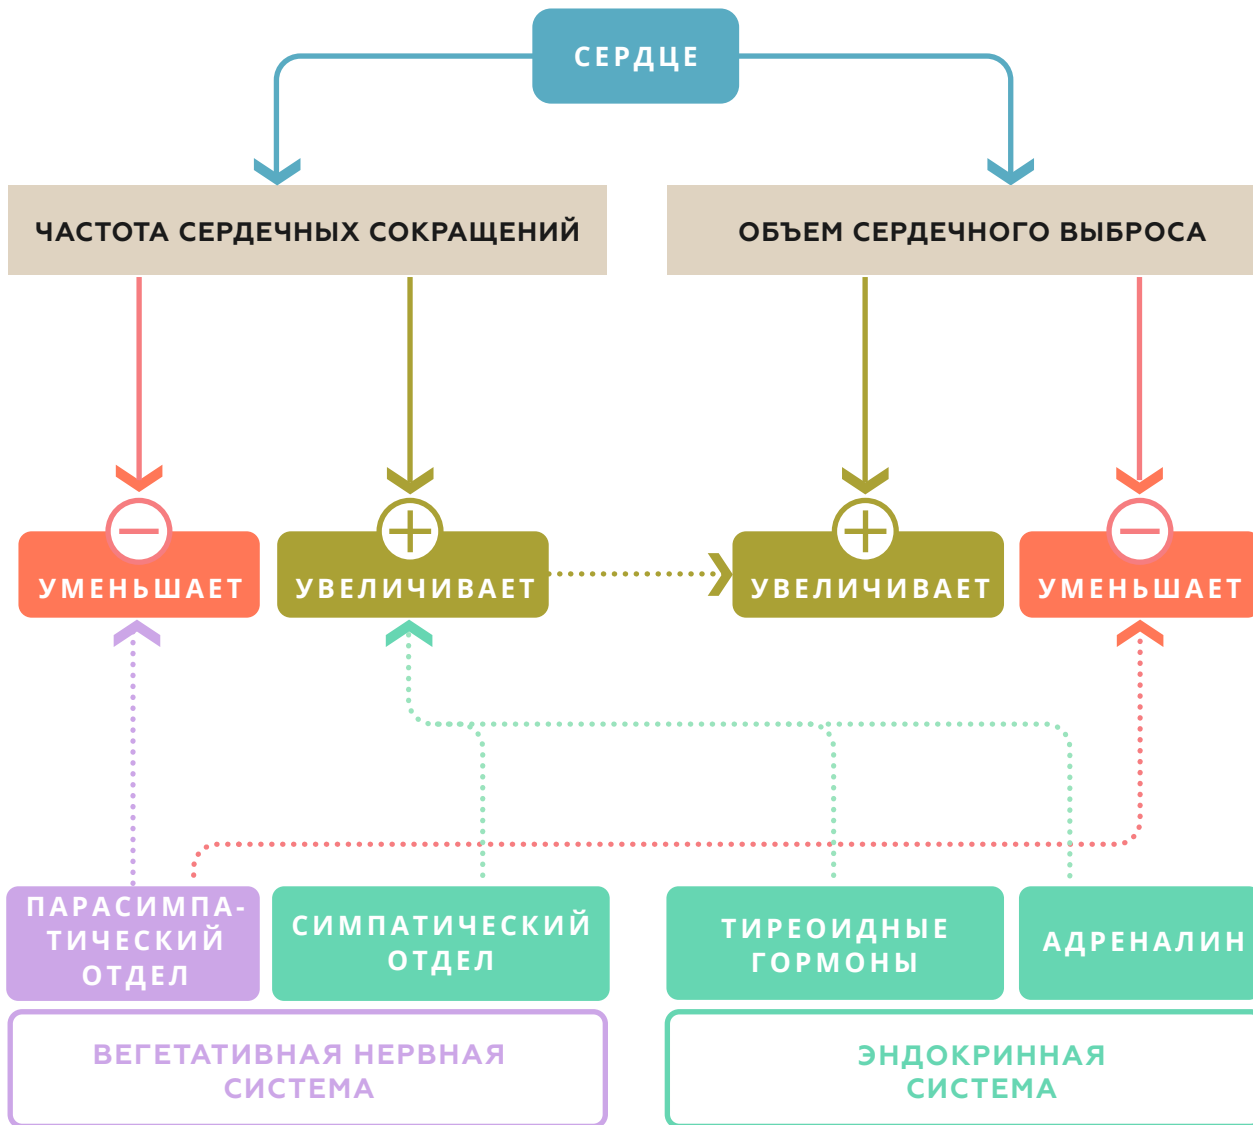 СЕРДЦЕ
ЧАСТОТА СЕРДЕЧНЫХ СОКРАЩЕНИЙ
ОБЪЕМ СЕРДЕЧНОГО ВЫБРОСА
УМЕНЬШАЕТ
УВЕЛИЧИВАЕТ
УВЕЛИЧИВАЕТ
УМЕНЬШАЕТ
ПАРАСИМПА-
ТИЧЕСКИЙ
ОТДЕЛ
СИМПАТИЧЕСКИЙ
ОТДЕЛ
ТИРЕОИДНЫЕ
ГОРМОНЫ
АДРЕНАЛИН
ВЕГЕТАТИВНАЯ НЕРВНАЯ
СИСТЕМА
ЭНДОКРИННАЯ
СИСТЕМА